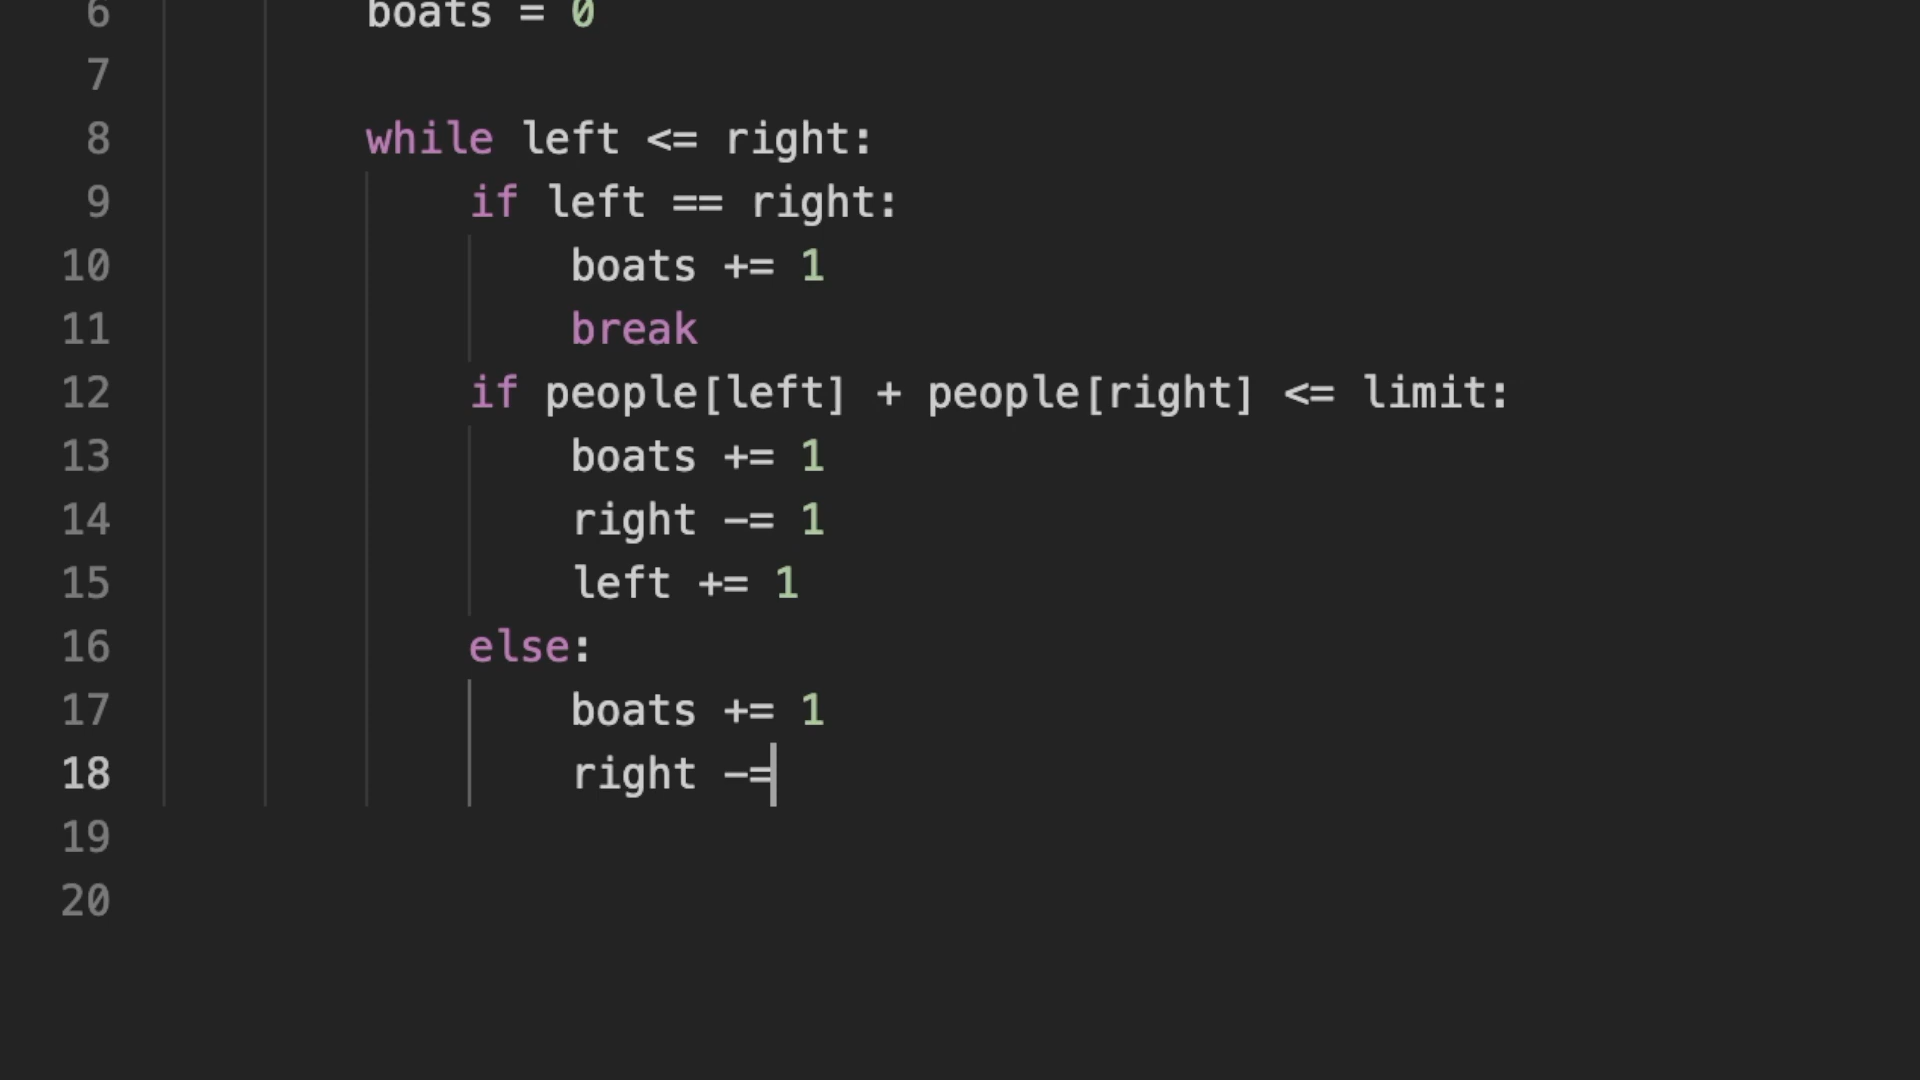 6 boats = 0
7
8 while left <= right:
9 if left == right:
10 boats += 1
11 break
12 if people[left] + people[right] <= limit:
13 boats += 1
14 right -= 1
15 left += 1
16 else:
17 boats += 1
18 right -=
19
20